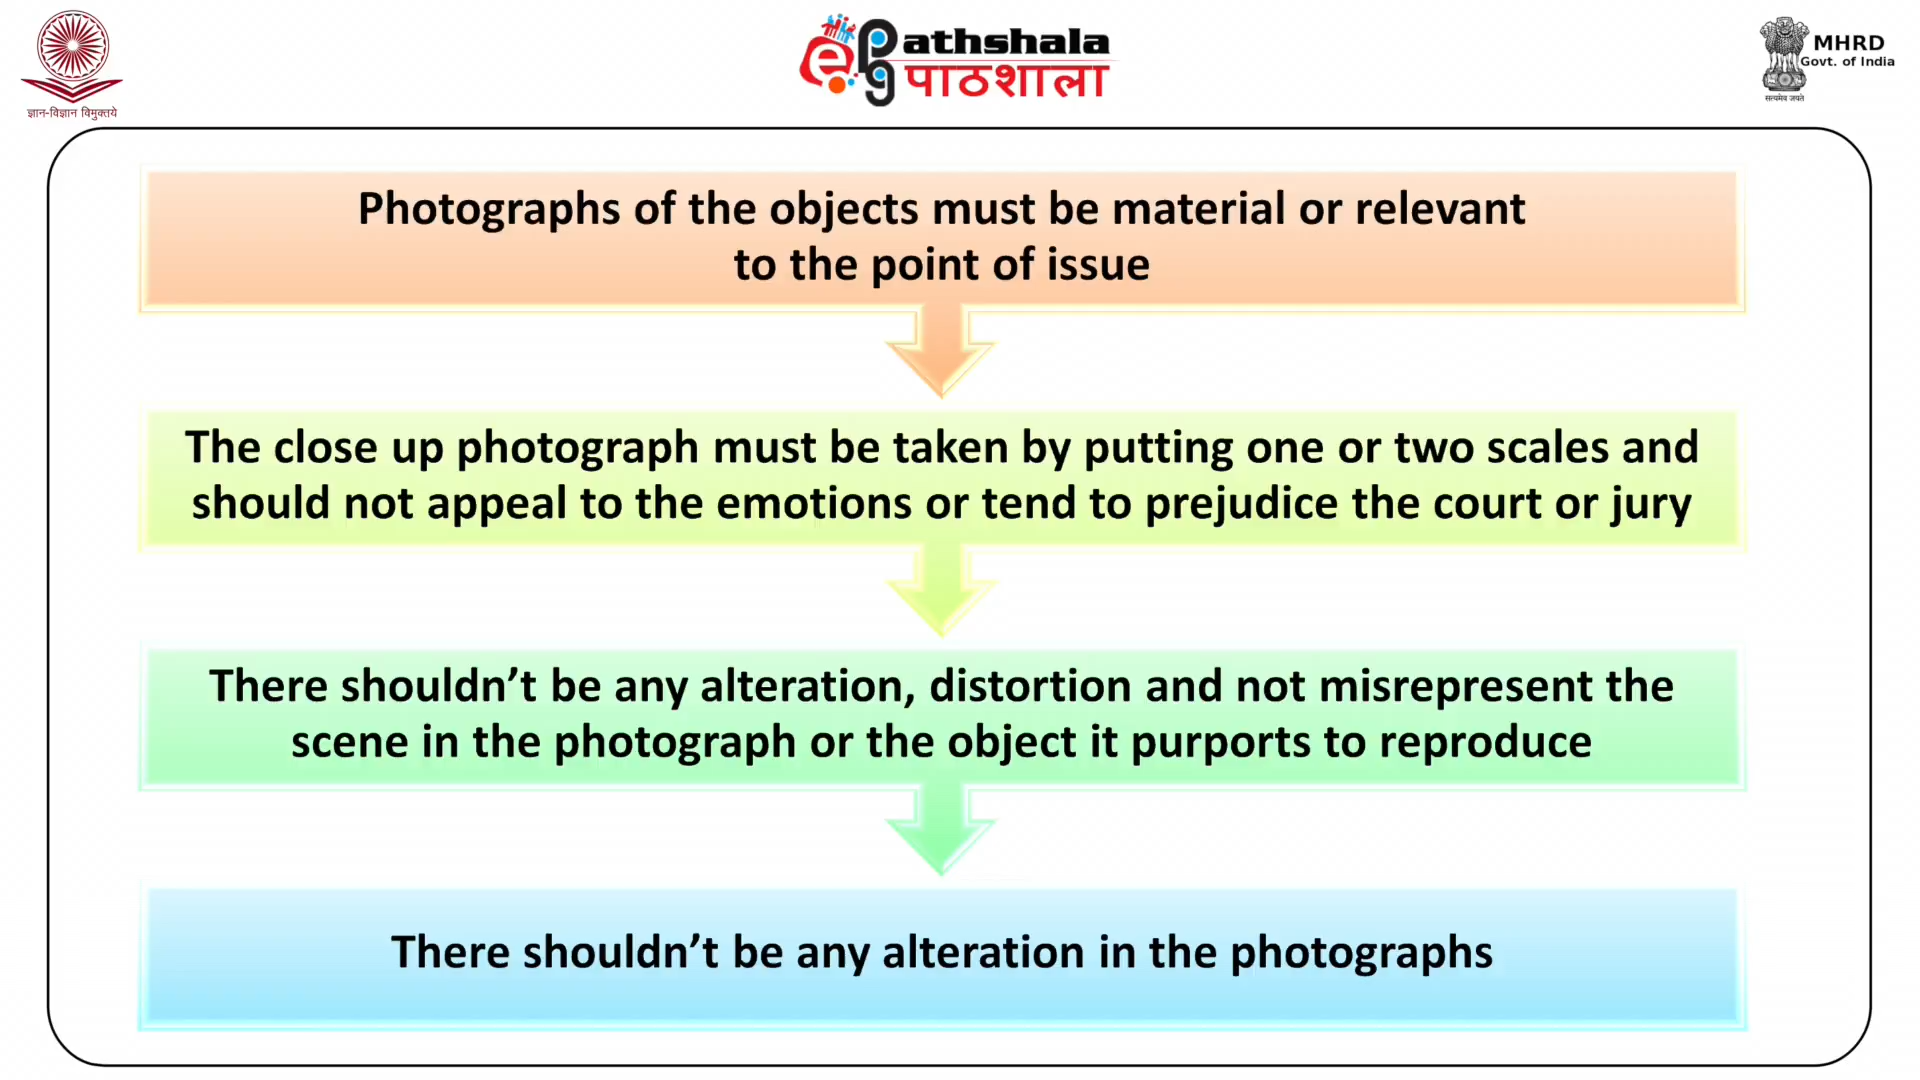 ज्ञान-विज्ञान विमुक्तये
ePg
athshala
पाठशाला
MHRD
Govt. of India
सत्यमेव जयते
Photographs of the objects must be material or relevant
to the point of issue
The close up photograph must be taken by putting one or two scales and
should not appeal to the emotions or tend to prejudice the court or jury
There shouldn’t be any alteration, distortion and not misrepresent the
scene in the photograph or the object it purports to reproduce
There shouldn’t be any alteration in the photographs